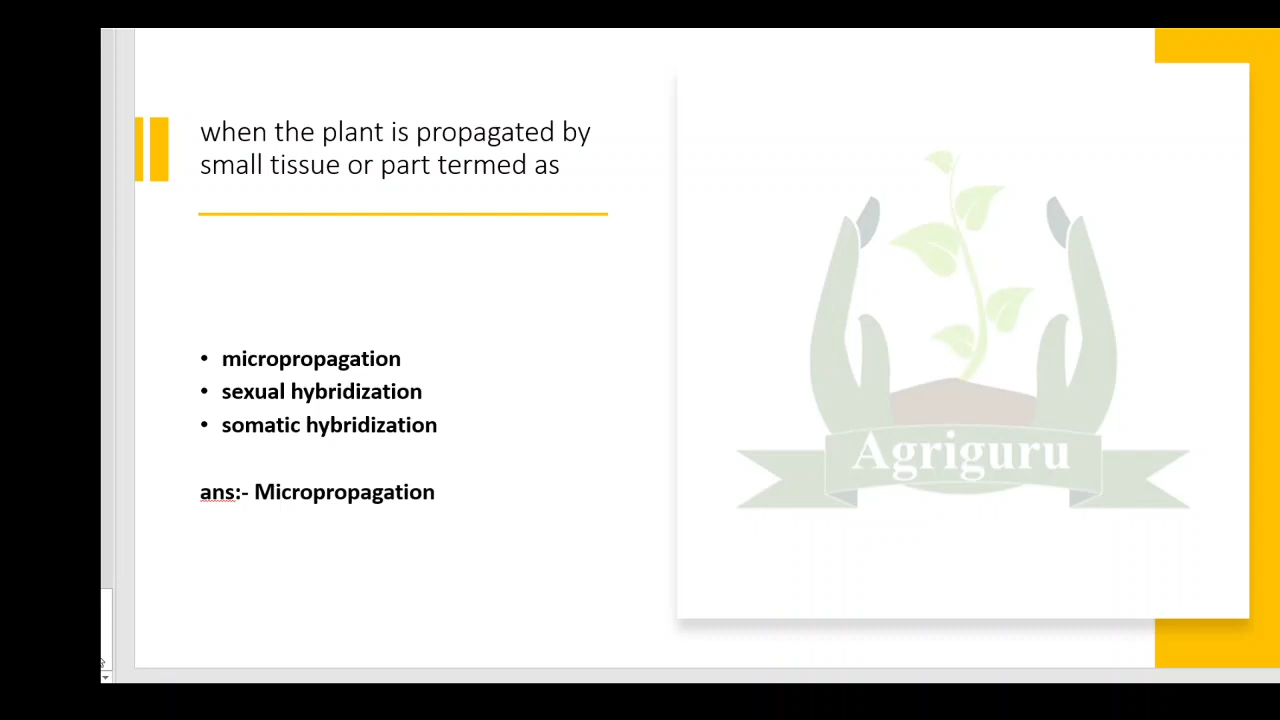 when the plant is propagated by
small tissue or part termed as
• micropropagation
• sexual hybridization
• somatic hybridization
ans:- Micropropagation
Agriguru